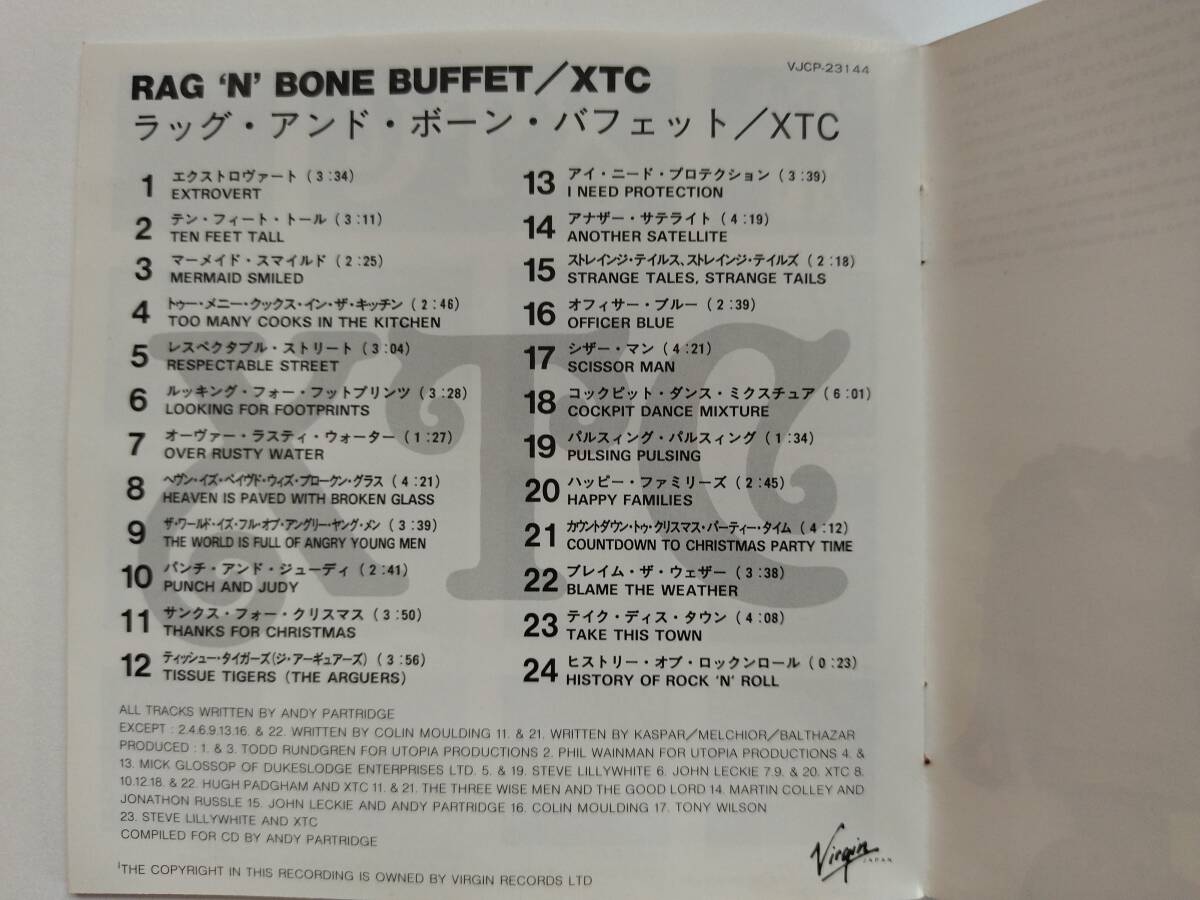 RAG 'N' BONE BUFFET/XTC
VJCP-23144
ラッグ・アンド・ボーン・バフェット/XTC
1 エクストロヴァート (3:34)
EXTROVERT
2 テン・フィート・トール (3:11)
TEN FEET TALL
3 マーメイド・スマイルド (2:25)
MERMAID SMILED
4 トゥー・メニー・クックス・イン・ザ・キッチン (2:46)
TOO MANY COOKS IN THE KITCHEN
5 レスペクタブル・ストリート (3:04)
RESPECTABLE STREET
6 ルッキング・フォー・フットプリンツ (3:28)
LOOKING FOR FOOTPRINTS
7 オーヴァー・ラスティ・ウォーター (1:27)
OVER RUSTY WATER
8 ヘヴン・イズ・ペイヴド・ウィズ・ブロークン・グラス (4:21)
HEAVEN IS PAVED WITH BROKEN GLASS
9 ザ・ワールド・イズ・フル・オブ・アングリー・ヤング・メン (3:39)
THE WORLD IS FULL OF ANGRY YOUNG MEN
10 パンチ・アンド・ジューディ (2:41)
PUNCH AND JUDY
11 サンクス・フォー・クリスマス (3:50)
THANKS FOR CHRISTMAS
12 ティッシュー・タイガーズ(ジ・アーギュアーズ) (3:56)
TISSUE TIGERS (THE ARGUERS)
13 アイ・ニード・プロテクション (3:39)
I NEED PROTECTION
14 アナザー・サテライト (4:19)
ANOTHER SATELLITE
15 ストレインジ・テイルス、ストレインジ・テイルズ (2:18)
STRANGE TALES, STRANGE TAILS
16 オフィサー・ブルー (2:39)
OFFICER BLUE
17 シザー・マン (4:21)
SCISSOR MAN
18 コックピット・ダンス・ミクスチュア (6:01)
COCKPIT DANCE MIXTURE
19 パルスィング・パルスィング (1:34)
PULSING PULSING
20 ハッピー・ファミリーズ (2:45)
HAPPY FAMILIES
21 カウントダウン・トゥ・クリスマス・パーティー・タイム (4:12)
COUNTDOWN TO CHRISTMAS PARTY TIME
22 ブレイム・ザ・ウェザー (3:38)
BLAME THE WEATHER
23 テイク・ディス・タウン (4:08)
TAKE THIS TOWN
24 ヒストリー・オブ・ロックンロール (0:23)
HISTORY OF ROCK 'N' ROLL
XTC
ALL TRACKS WRITTEN BY ANDY PARTRIDGE
EXCEPT : 2.4.6.9.13.16. & 22. WRITTEN BY COLIN MOULDING 11. & 21. WRITTEN BY KASPAR/MELCHIOR/BALTHAZAR
PRODUCED : 1. & 3. TODD RUNDGREN FOR UTOPIA PRODUCTIONS 2. PHIL WAINMAN FOR UTOPIA PRODUCTIONS 4. &
13. MICK GLOSSOP OF DUKESLODGE ENTERPRISES LTD. 5. & 19. STEVE LILLYWHITE 6. JOHN LECKIE 7.9. & 20. XTC 8.
10.12.18. & 22. HUGH PADGHAM AND XTC 11. & 21. THE THREE WISE MEN AND THE GOOD LORD 14. MARTIN COLLEY AND
JONATHON RUSSLE 15. JOHN LECKIE AND ANDY PARTRIDGE 16. COLIN MOULDING 17. TONY WILSON
23. STEVE LILLYWHITE AND XTC
COMPILED FOR CD BY ANDY PARTRIDGE
THE COPYRIGHT IN THIS RECORDING IS OWNED BY VIRGIN RECORDS LTD
Virgin
JAPAN